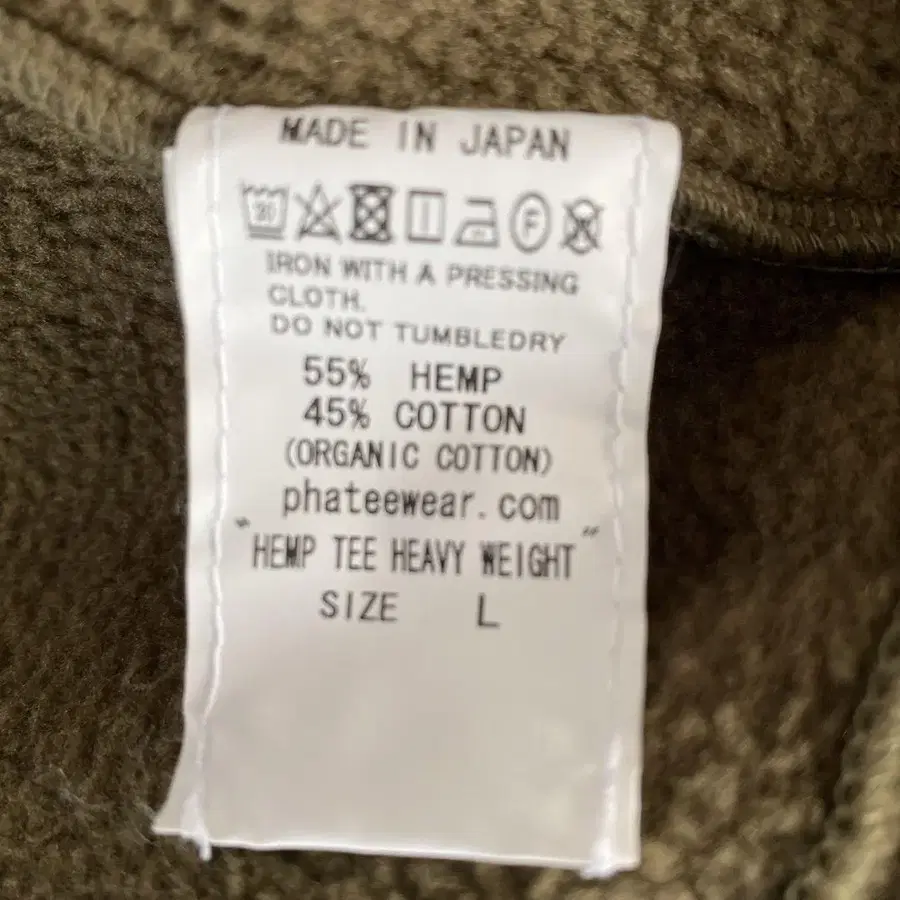 MADE IN JAPAN
30
F
IRON WITH A PRESSING
CLOTH.
DO NOT TUMBLEDRY
55% HEMP
45% COTTON
(ORGANIC COTTON)
phateewear.com
"HEMP TEE HEAVY WEIGHT"
SIZE L